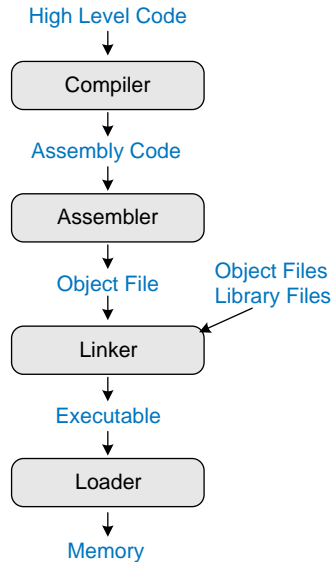 High Level Code
Compiler
Assembly Code
Assembler
Object File
Object Files
Library Files
Linker
Executable
Loader
Memory